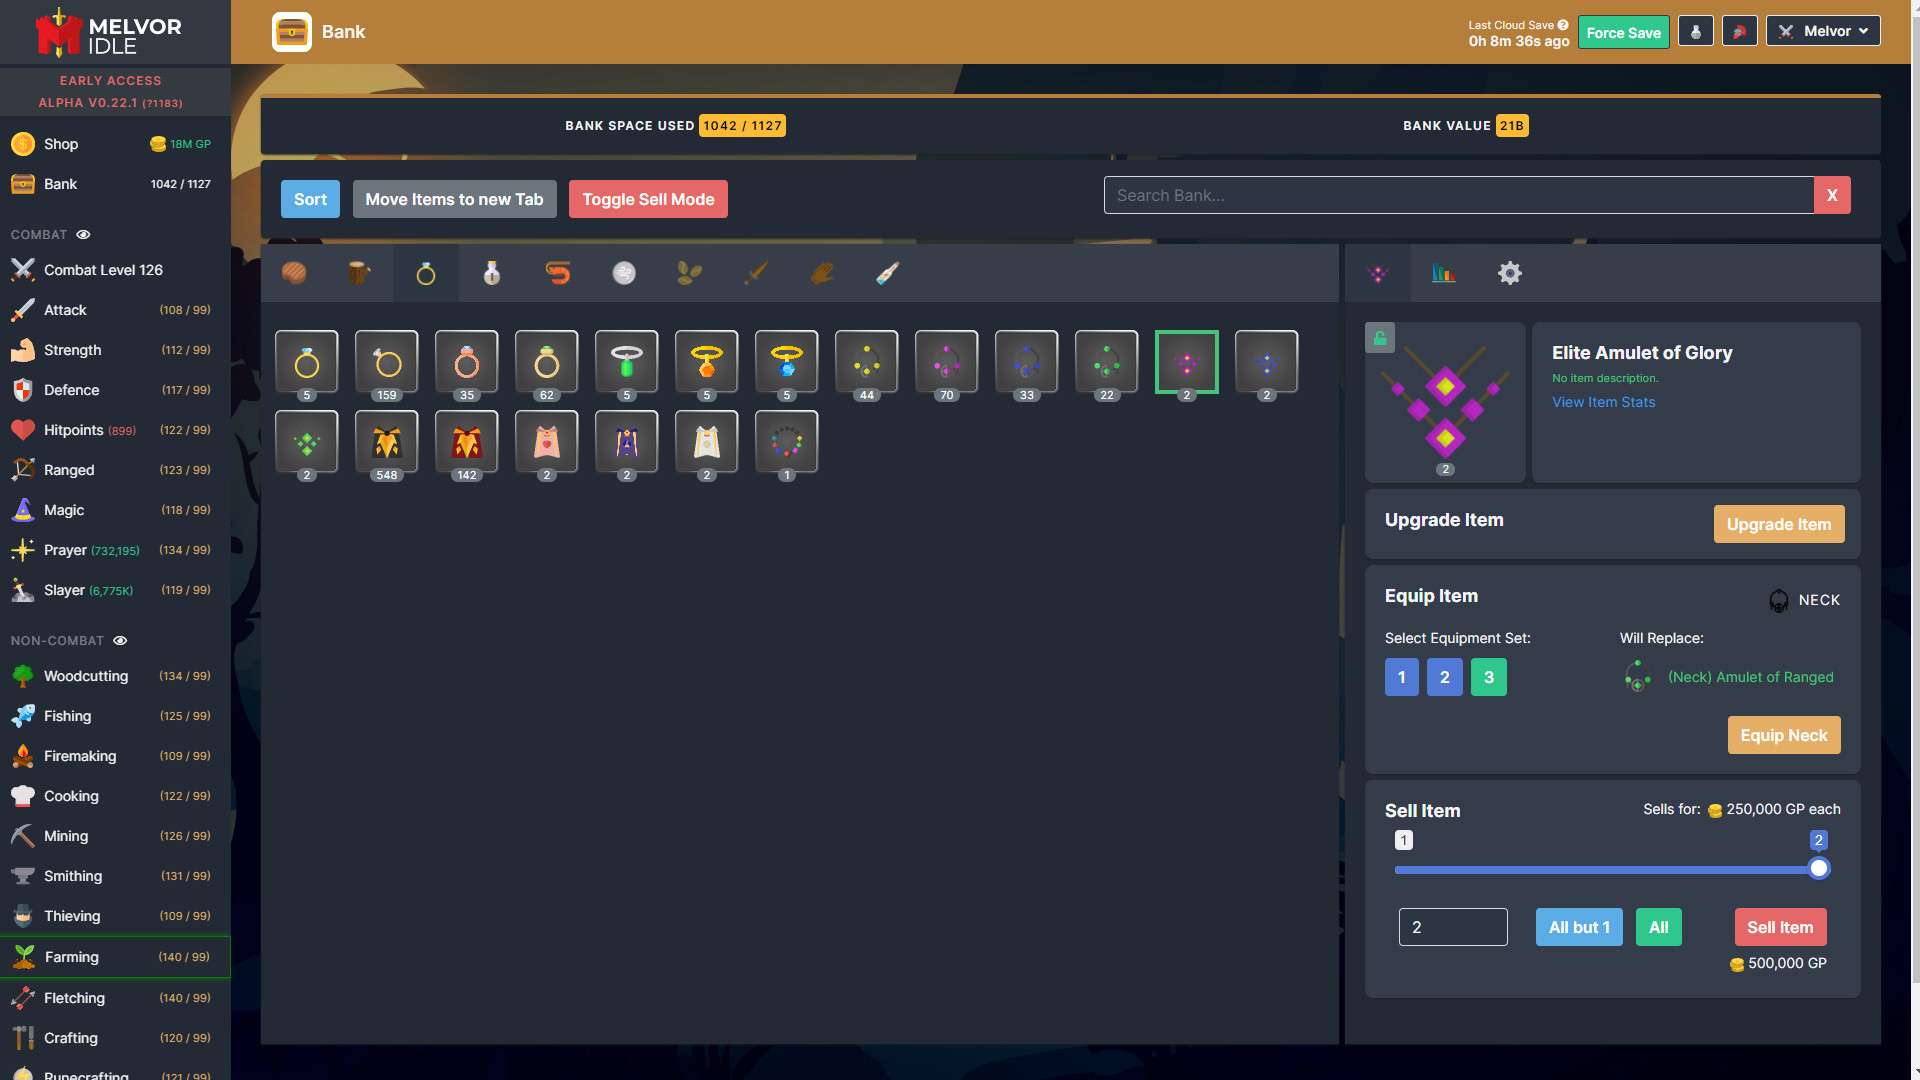 MELVOR
IDLE
EARLY ACCESS
ALPHA V0.22.1 (?1183)
Shop 18M GP
Bank 1042 / 1127
COMBAT
Combat Level 126
Attack (108 / 99)
Strength (112 / 99)
Defence (117 / 99)
Hitpoints (899) (122 / 99)
Ranged (123 / 99)
Magic (118 / 99)
Prayer (732,195) (134 / 99)
Slayer (6,775K) (119 / 99)
NON-COMBAT
Woodcutting (134 / 99)
Fishing (125 / 99)
Firemaking (109 / 99)
Cooking (122 / 99)
Mining (126 / 99)
Smithing (131 / 99)
Thieving (109 / 99)
Farming (140 / 99)
Fletching (140 / 99)
Crafting (120 / 99)
Runecrafting (121 / 99)
Bank
Last Cloud Save ?
0h 8m 36s ago
Force Save
Melvor
BANK SPACE USED 1042 / 1127
BANK VALUE 21B
Sort
Move Items to new Tab
Toggle Sell Mode
Search Bank...
X
5 159 35 62 5 5 5 44 70 33 22 2 2
2 548 142 2 2 2 1
2
Elite Amulet of Glory
No item description.
View Item Stats
Upgrade Item
Upgrade Item
Equip Item
NECK
Select Equipment Set:
Will Replace:
1 2 3
(Neck) Amulet of Ranged
Equip Neck
Sell Item
Sells for: 250,000 GP each
1 2
2
All but 1
All
Sell Item
500,000 GP